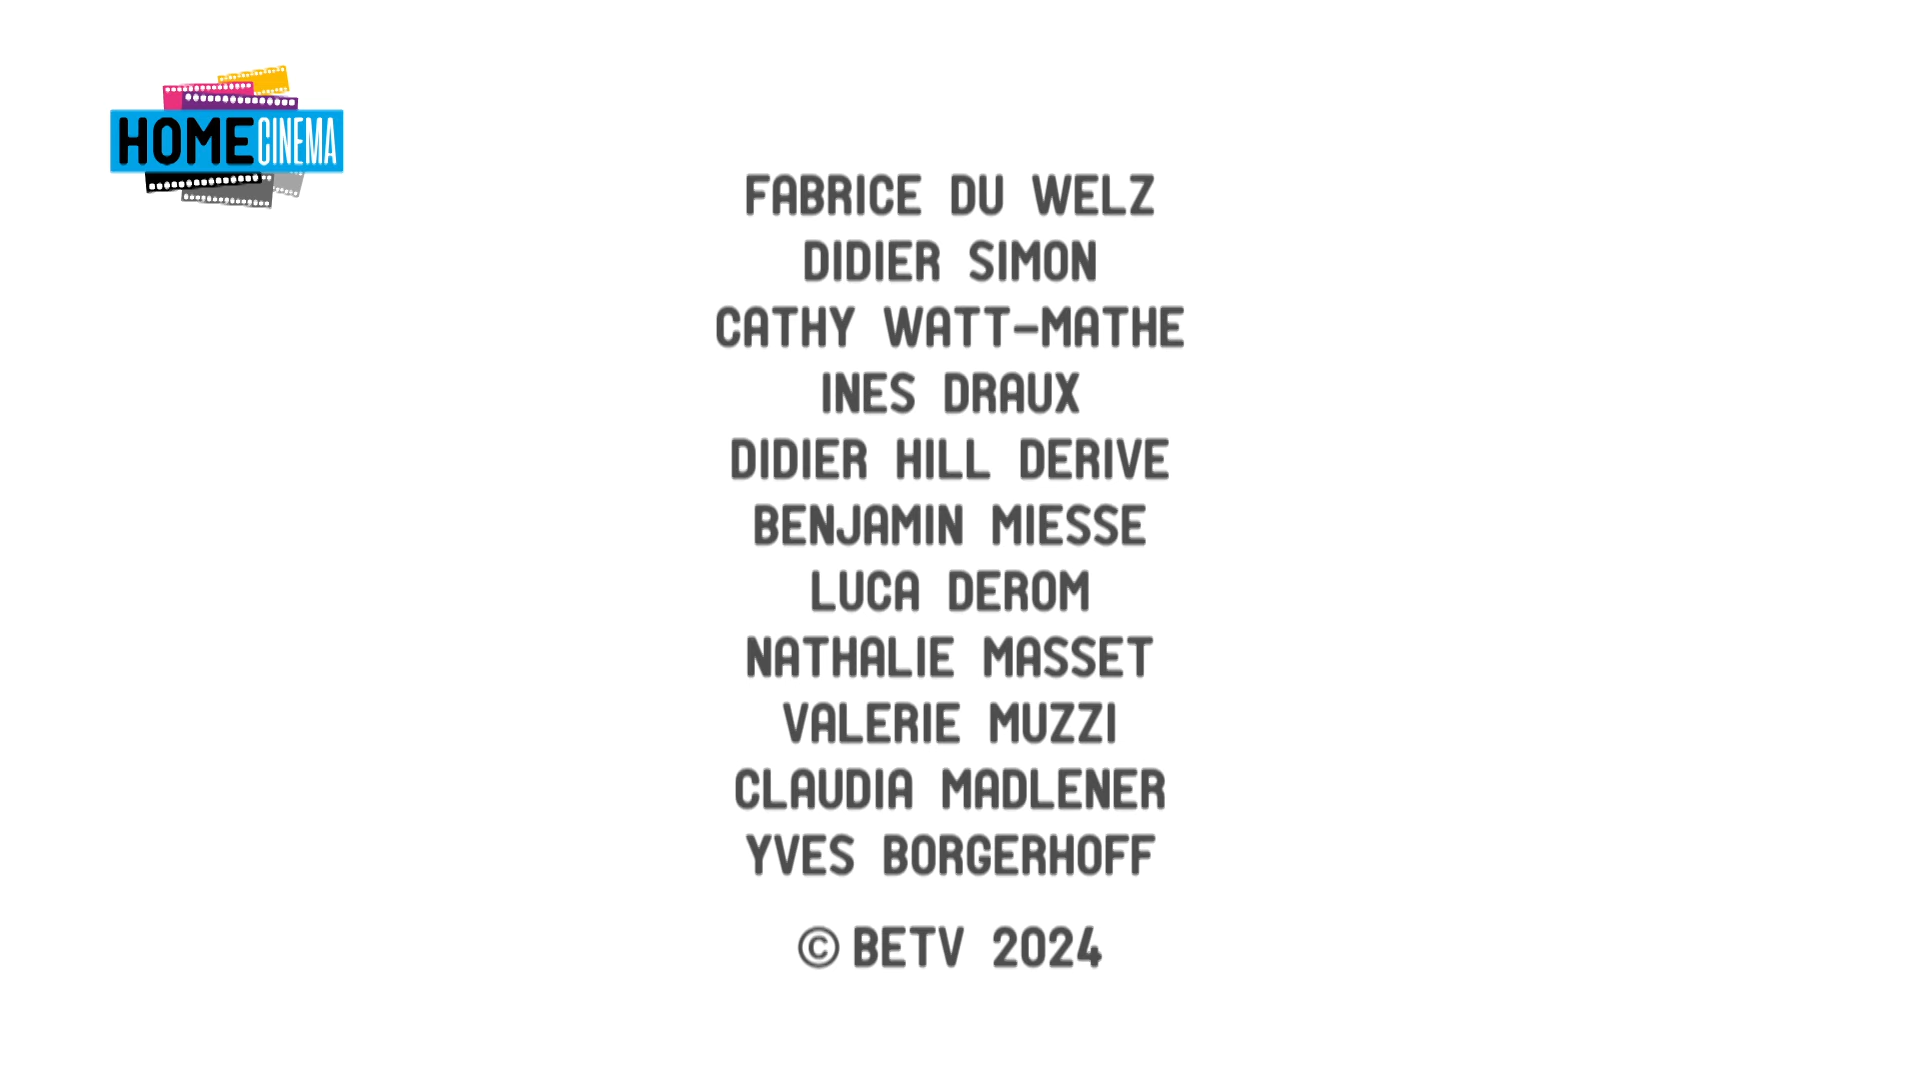 HOME CINEMA
FABRICE DU WELZ
DIDIER SIMON
CATHY WATT-MATHE
INES DRAUX
DIDIER HILL DERIVE
BENJAMIN MIESSE
LUCA DEROM
NATHALIE MASSET
VALERIE MUZZI
CLAUDIA MADLENER
YVES BORGERHOFF
© BETV 2024